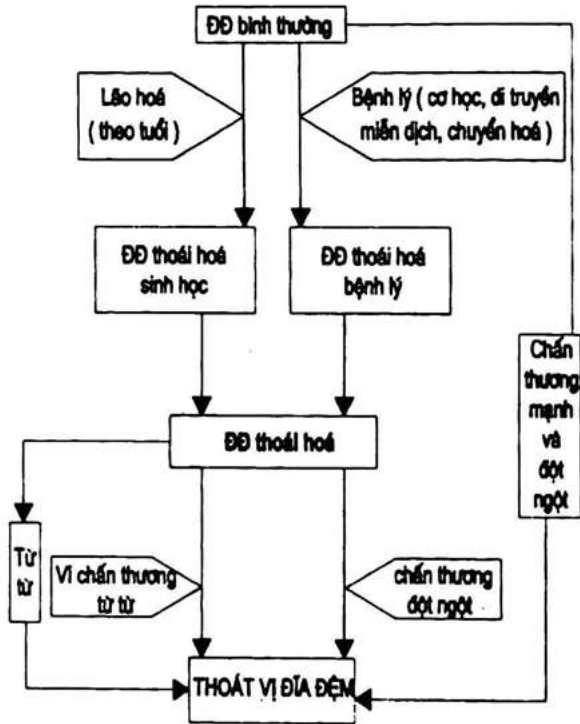 ĐĐ bình thường
Lão hoá
( theo tuổi )
Bệnh lý ( cơ học, di truyền
miễn dịch, chuyển hoá )
ĐĐ thoái hoá
sinh học
ĐĐ thoái hoá
bệnh lý
Chấn
thương
mạnh
và
đột
ngột
ĐĐ thoái hoá
Từ
từ
Vi chấn thương
từ từ
chấn thương
đột ngột
THOÁT VỊ ĐĨA ĐỆM